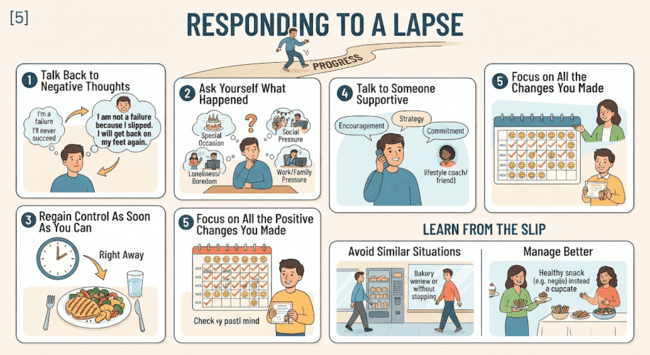 [5]
RESPONDING TO A LAPSE
PROGRESS
1 Talk Back to
Negative Thoughts
I'm a
failure
I'll never
succeed
I am not a failure
because I slipped.
I will get back on
my feet again.
2 Ask Yourself What
Happened
Special
Occasion
?
Social
Pressure
Loneliness/
Boredom
Work/Family
Pressure
4 Talk to Someone
Supportive
Encouragement
Strategy
Commitment
lifestyle coach/
friend)
5 Focus on All the
Changes You Made
3 Regain Control As Soon
As You Can
Right Away
5 Focus on All the Positive
Changes You Made
past! mind
LEARN FROM THE SLIP
Avoid Similar Situations
Bakery
or without
stopping
Manage Better
Healthy snack
(e.g. instead
a cupcate